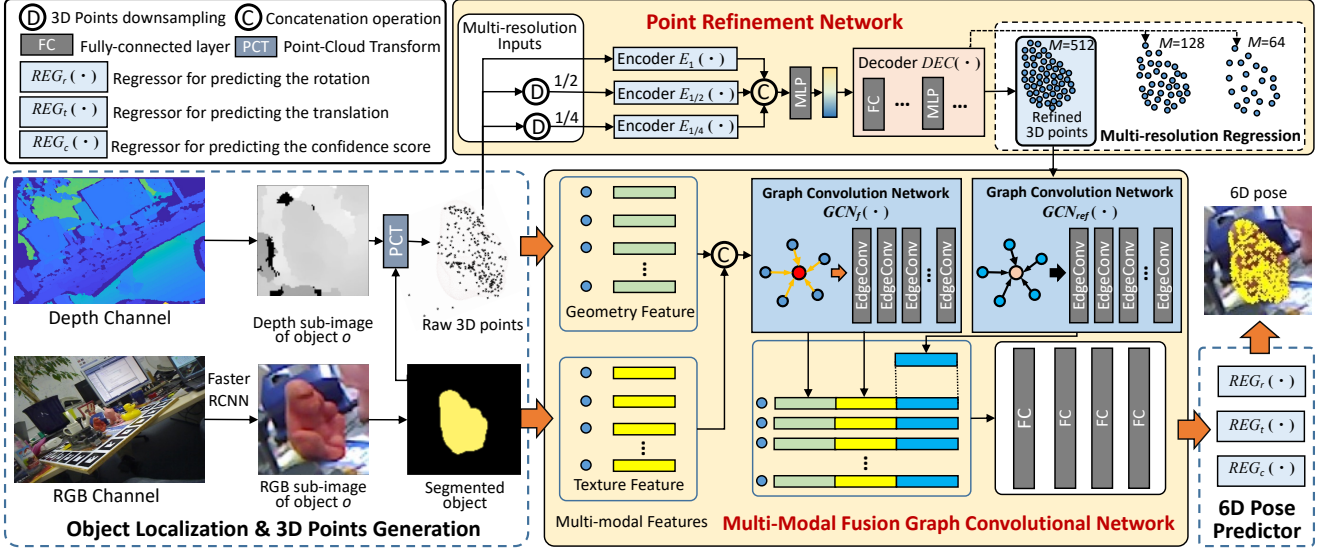 D 3D Points downsampling
C Concatenation operation
FC Fully-connected layer
PCT Point-Cloud Transform
REG_r(·) Regressor for predicting the rotation
REG_t(·) Regressor for predicting the translation
REG_c(·) Regressor for predicting the confidence score
Point Refinement Network
Multi-resolution
Inputs
D 1/2
D 1/4
Encoder E_1(·)
Encoder E_{1/2}(·)
Encoder E_{1/4}(·)
C
MLP
Decoder DEC(·)
FC
...
MLP
...
M=512
M=128
M=64
Refined
3D points
Multi-resolution Regression
Depth Channel
Depth sub-image
of object o
PCT
Raw 3D points
RGB Channel
Faster
RCNN
RGB sub-image
of object o
Segmented
object
Object Localization & 3D Points Generation
...
Geometry Feature
...
Texture Feature
Multi-modal Features
C
Graph Convolution Network
GCN_f(·)
EdgeConv
EdgeConv
EdgeConv
...
EdgeConv
Graph Convolution Network
GCN_ref(·)
EdgeConv
EdgeConv
EdgeConv
...
EdgeConv
...
FC
FC
FC
FC
Multi-Modal Fusion Graph Convolutional Network
6D pose
REG_r(·)
REG_t(·)
REG_c(·)
6D Pose
Predictor